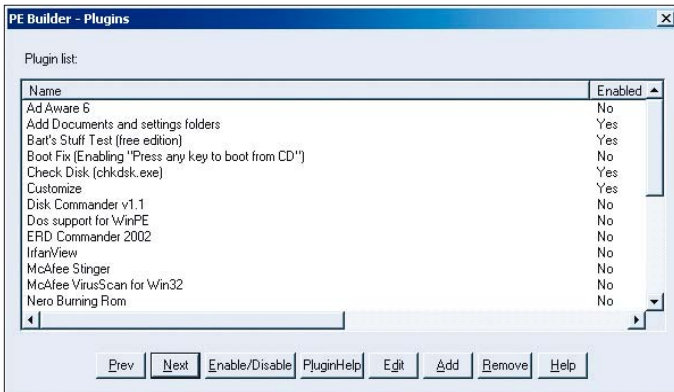 PE Builder - Plugins
Plugin list:
Name Enabled
Ad Aware 6 No
Add Documents and settings folders Yes
Bart's Stuff Test (free edition) Yes
Boot Fix (Enabling "Press any key to boot from CD") No
Check Disk (chkdsk.exe) Yes
Customize Yes
Disk Commander v1.1 No
Dos support for WinPE No
ERD Commander 2002 No
IrfanView No
McAfee Stinger No
McAfee VirusScan for Win32 No
Nero Burning Rom No
Prev Next Enable/Disable PluginHelp Edit Add Remove Help